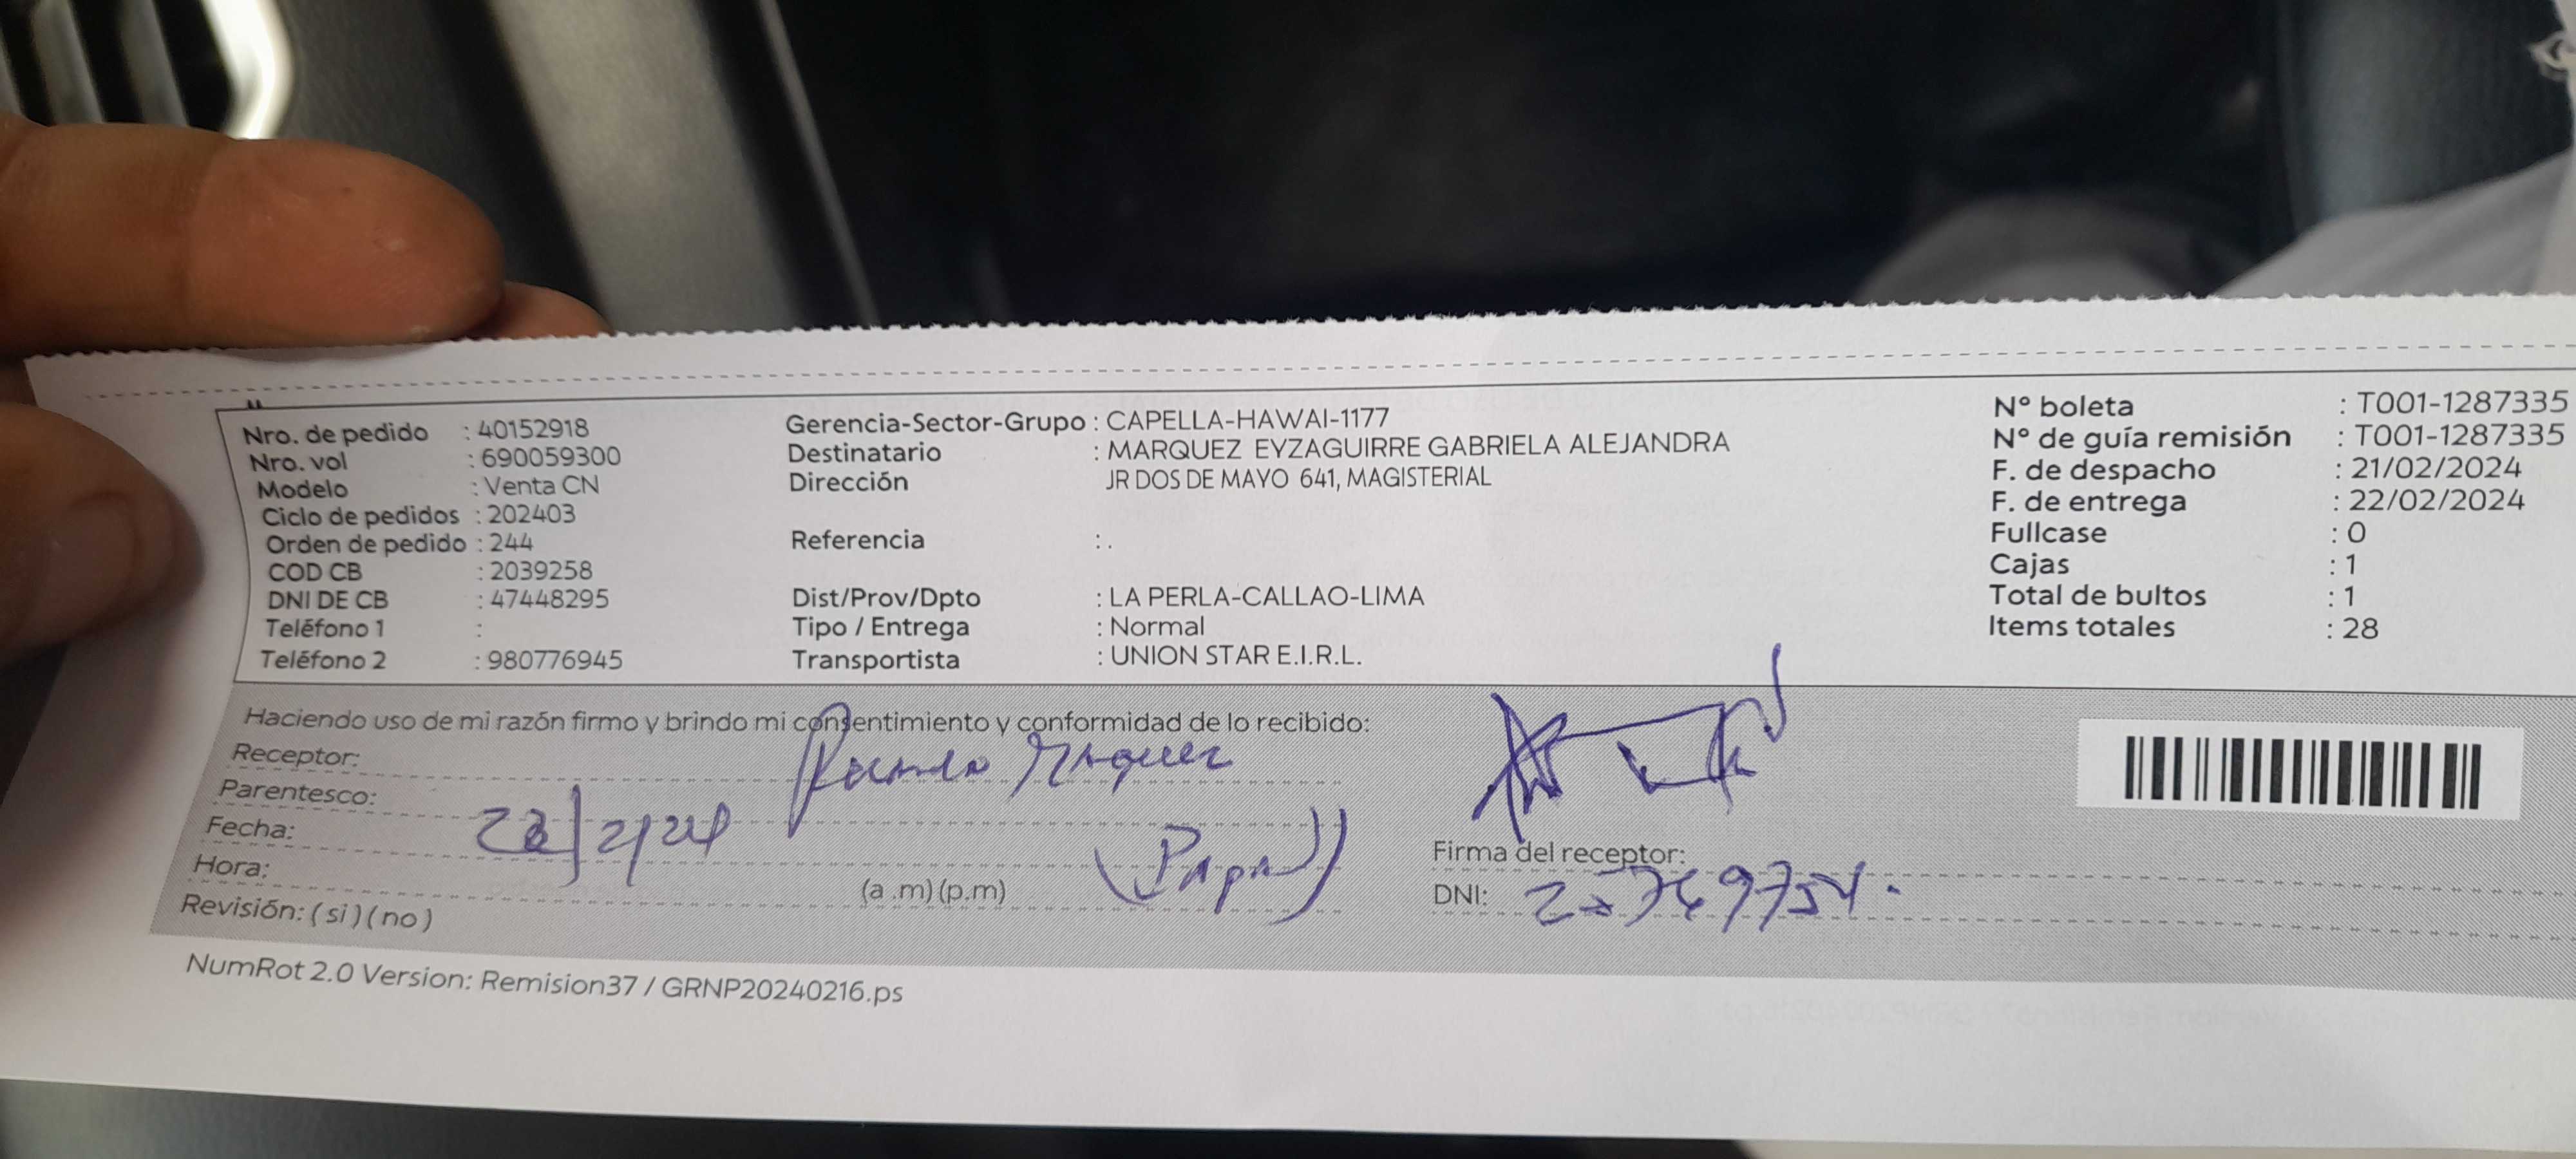 Nro. de pedido : 40152918
Nro. vol : 690059300
Modelo : Venta CN
Ciclo de pedidos : 202403
Orden de pedido : 244
COD CB : 2039258
DNI DE CB : 47448295
Teléfono 1 :
Teléfono 2 : 980776945
Gerencia-Sector-Grupo : CAPELLA-HAWAI-1177
Destinatario : MARQUEZ EYZAGUIRRE GABRIELA ALEJANDRA
Dirección JR DOS DE MAYO 641, MAGISTERIAL
Referencia : .
Dist/Prov/Dpto : LA PERLA-CALLAO-LIMA
Tipo / Entrega : Normal
Transportista : UNION STAR E.I.R.L.
N° boleta : T001-1287335
N° de guía remisión : T001-1287335
F. de despacho : 21/02/2024
F. de entrega : 22/02/2024
Fullcase : 0
Cajas : 1
Total de bultos : 1
Items totales : 28
Haciendo uso de mi razón firmo y brindo mi consentimiento y conformidad de lo recibido:
Receptor: Marquez
Parentesco: (Papa)
Fecha:
Hora: (a.m) (p.m)
Revisión: ( si ) ( no )
Firma del receptor:
DNI:
NumRot 2.0 Version: Remision37 / GRNP20240216.ps